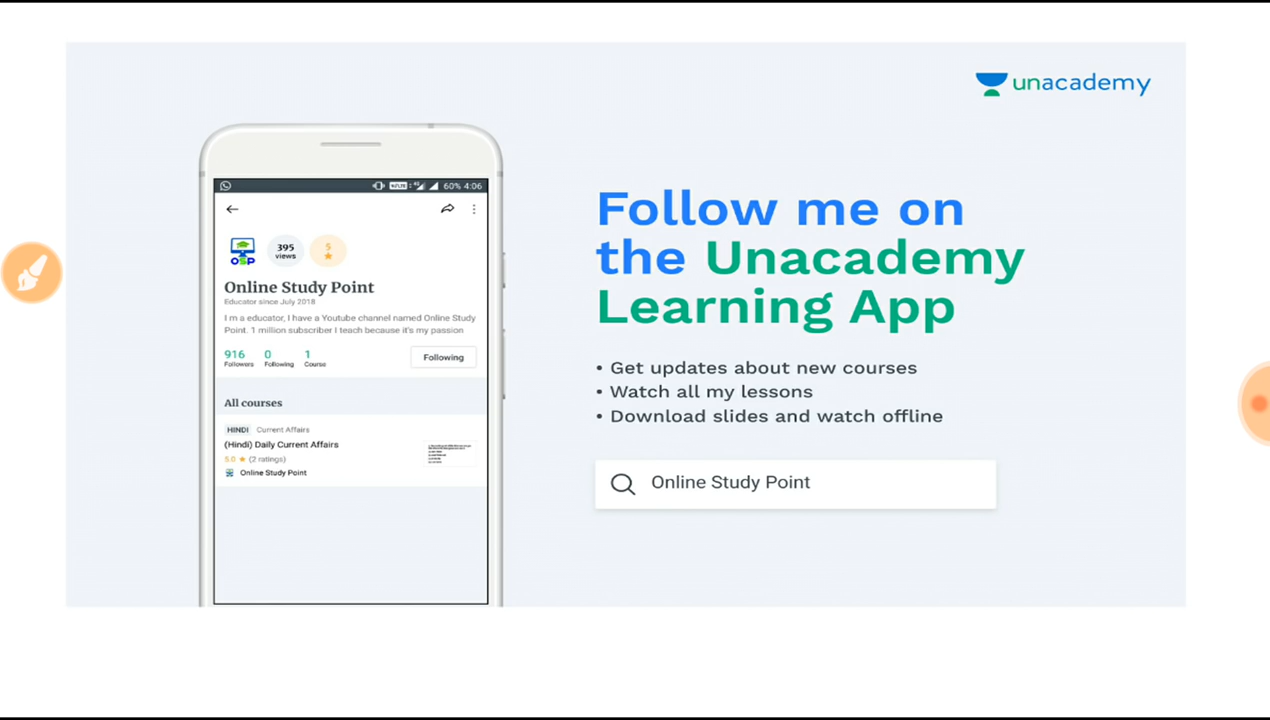 unacademy
60% 4:06
395
views
5
OSP
Online Study Point
Educator since July 2018
I m a educator, I have a Youtube channel named Online Study
Point. 1 million subscriber I teach because it's my passion
916 0 1
Followers Following Course
Following
All courses
HINDI Current Affairs
(Hindi) Daily Current Affairs
5.0 ★ (2 ratings)
Online Study Point
Follow me on
the Unacademy
Learning App
• Get updates about new courses
• Watch all my lessons
• Download slides and watch offline
Online Study Point